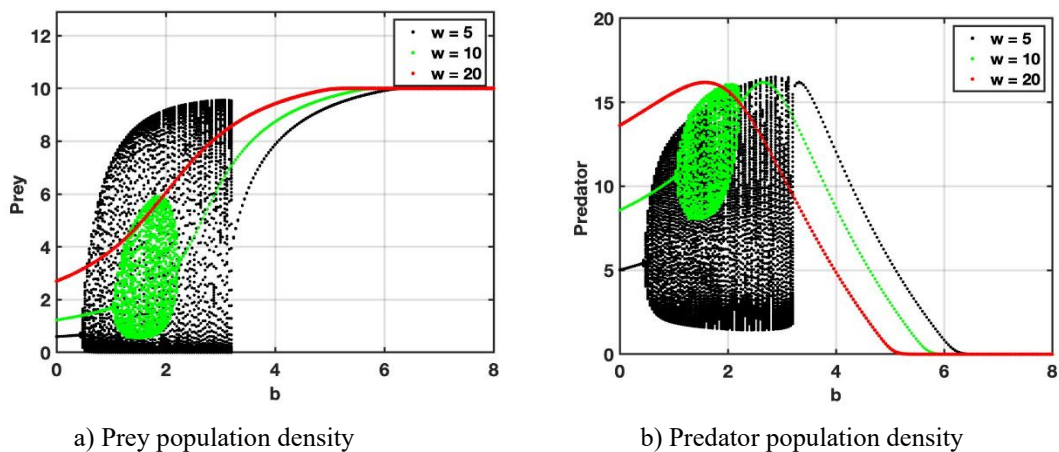 12
10
8
6
4
2
0
Prey
w = 5
w = 10
w = 20
0 2 4 6 8
b
a) Prey population density
20
15
10
5
0
Predator
w = 5
w = 10
w = 20
0 2 4 6 8
b
b) Predator population density